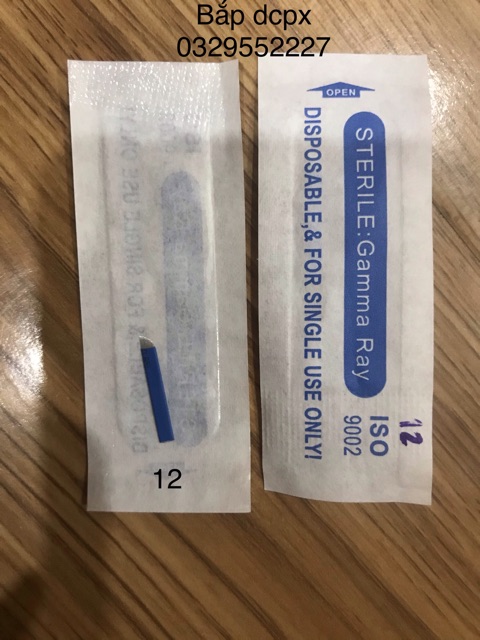 Bắp dcpx
0329552227
OPEN
STERILE:Gamma Ray
DISPOSABLE,& FOR SINGLE USE ONLY!
ISO
9002
12
12